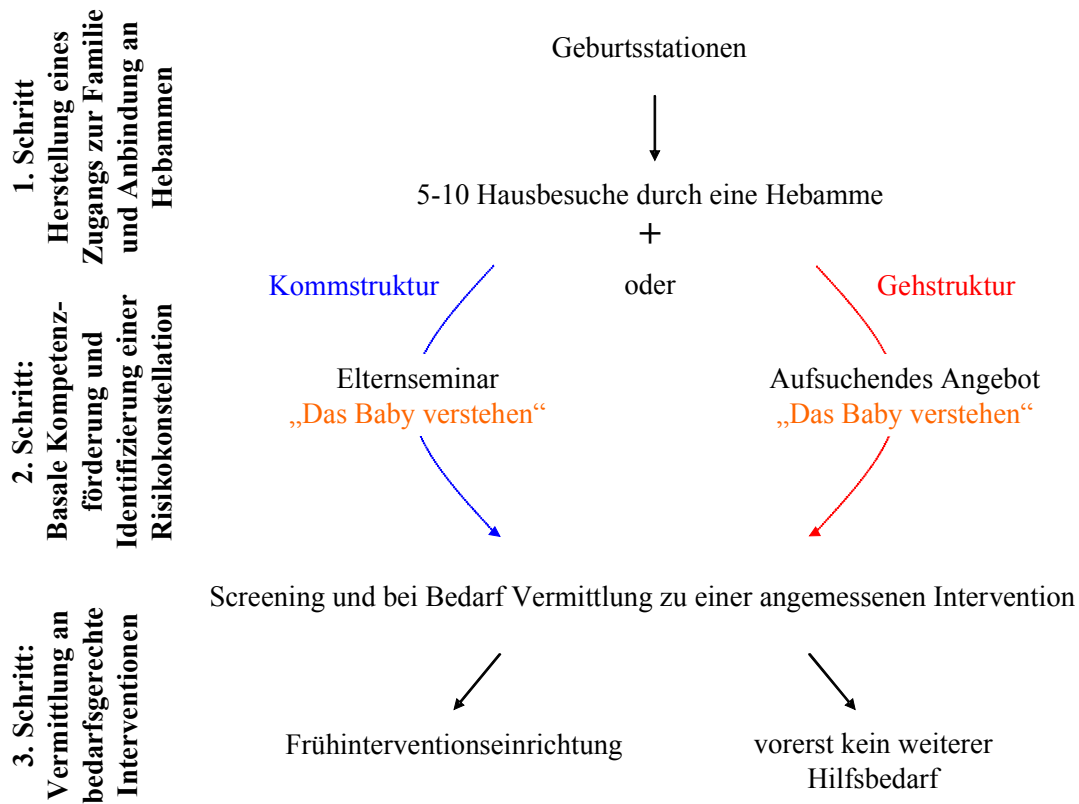 1. Schritt
Herstellung eines
Zugangs zur Familie
und Anbindung an
Hebammen
Geburtsstationen
5-10 Hausbesuche durch eine Hebamme
+
2. Schritt:
Basale Kompetenz-
förderung und
Identifizierung einer
Risikokonstellation
Kommstruktur
oder
Gehstruktur
Elternseminar
„Das Baby verstehen“
Aufsuchendes Angebot
„Das Baby verstehen“
3. Schritt:
Vermittlung an
bedarfsgerechte
Interventionen
Screening und bei Bedarf Vermittlung zu einer angemessenen Intervention
Frühinterventionseinrichtung
vorerst kein weiterer
Hilfsbedarf